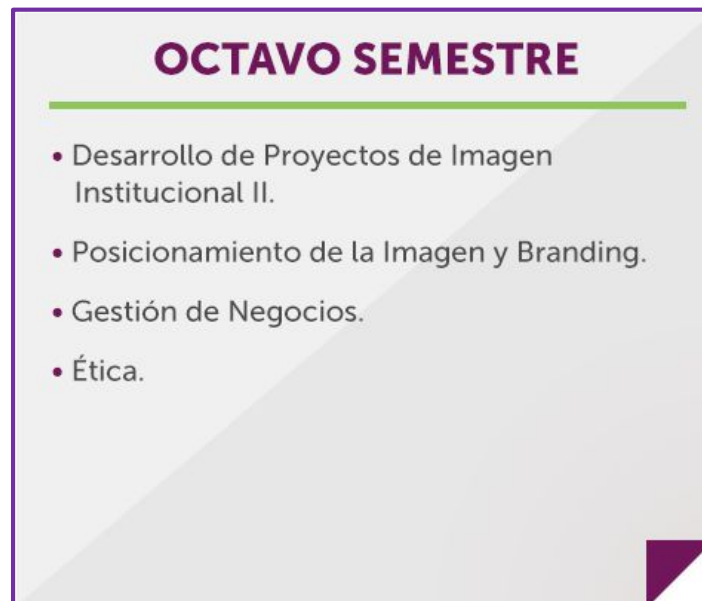 OCTAVO SEMESTRE
• Desarrollo de Proyectos de Imagen
Institucional II.
• Posicionamiento de la Imagen y Branding.
• Gestión de Negocios.
• Ética.